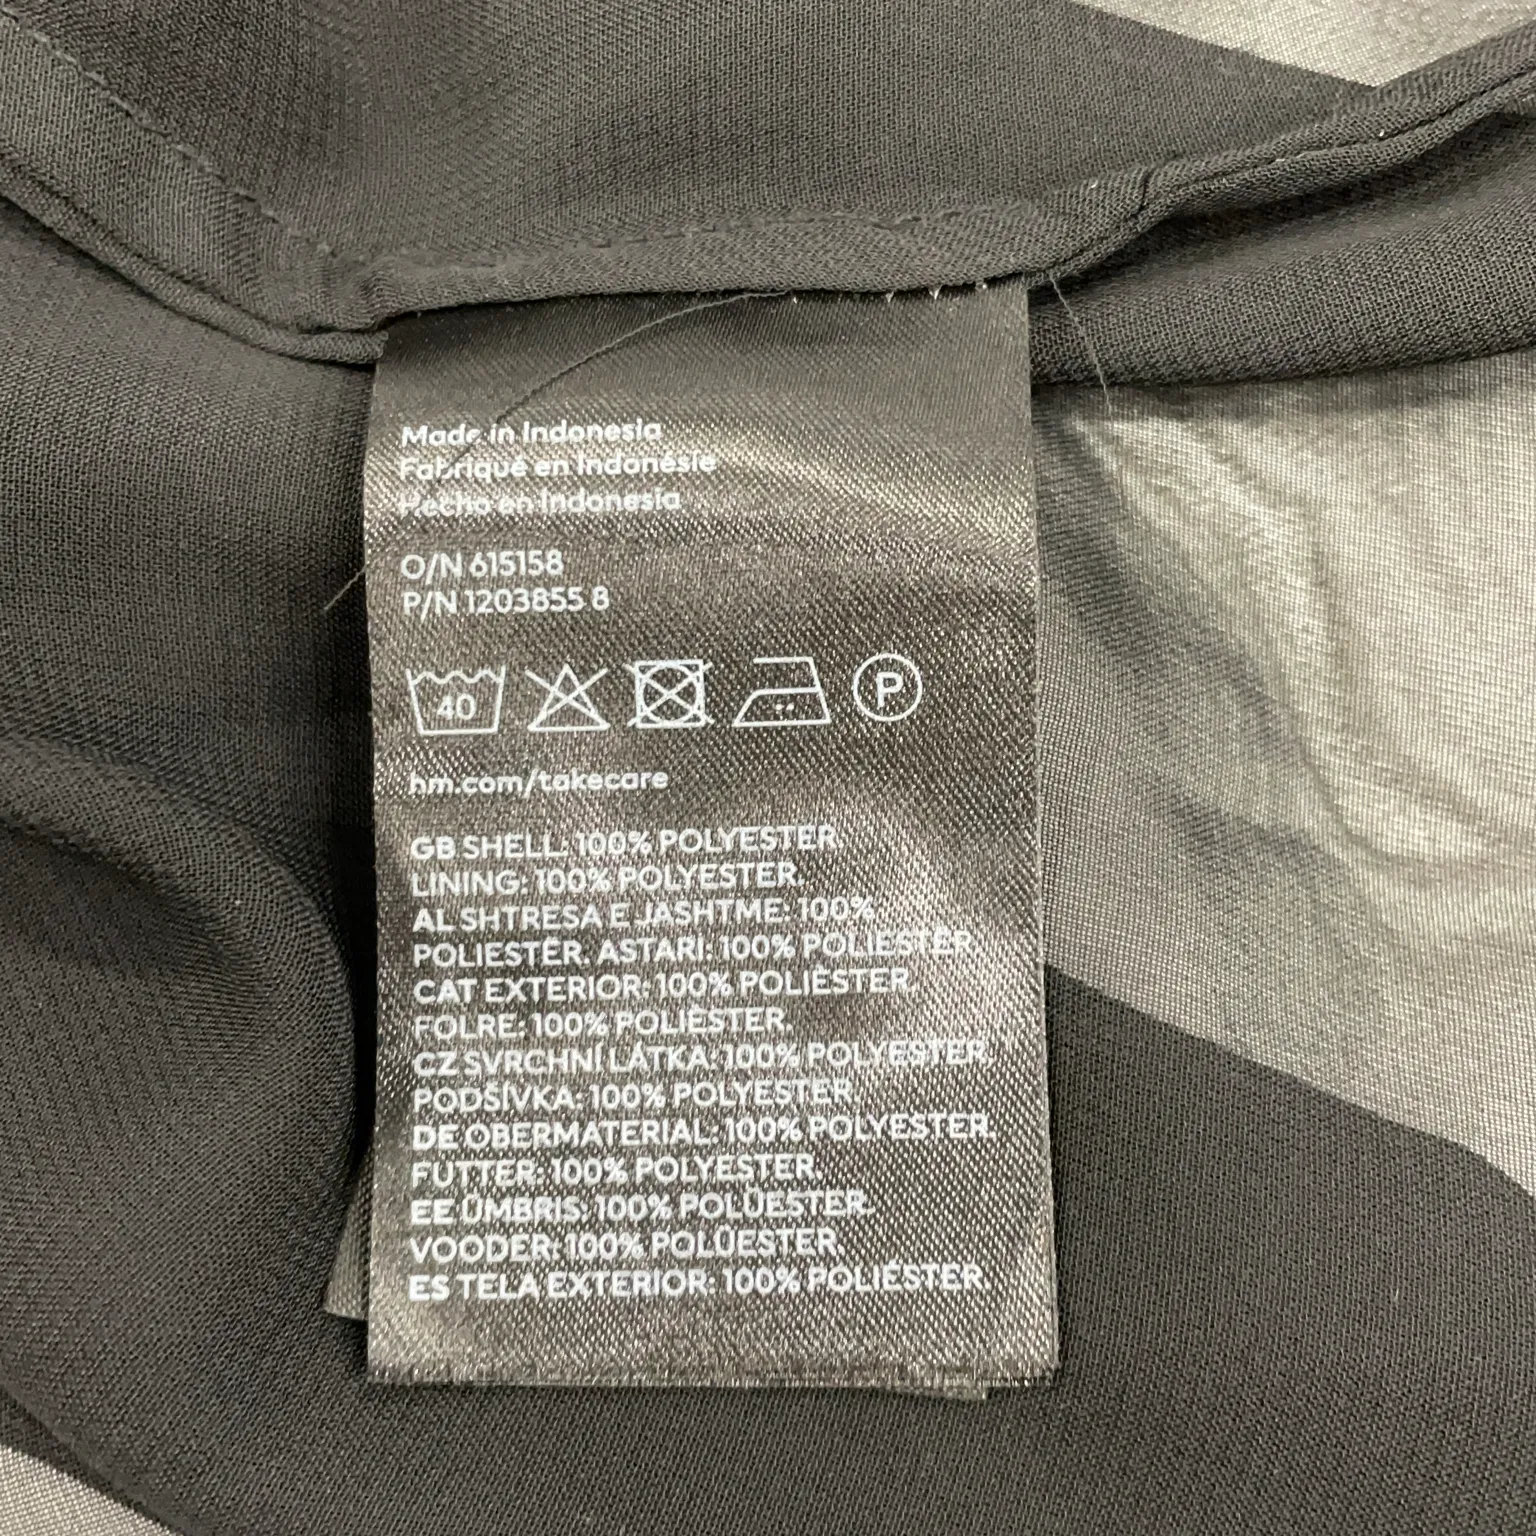 Made in Indonesia
Fabriqué en Indonésie
Hecho en Indonesia
O/N 615158
P/N 1203855 8
40 P
hm.com/takecare
GB SHELL: 100% POLYESTER.
LINING: 100% POLYESTER.
AL SHTRESA E JASHTME: 100%
POLIESTËR. ASTARI: 100% POLIESTËR.
CAT EXTERIOR: 100% POLIÈSTER.
FOLRE: 100% POLIÈSTER.
CZ SVRCHNÍ LÁTKA: 100% POLYESTER.
PODŠÍVKA: 100% POLYESTER.
DE OBERMATERIAL: 100% POLYESTER.
FUTTER: 100% POLYESTER.
EE ÜMBRIS: 100% POLÜESTER.
VOODER: 100% POLÜESTER.
ES TELA EXTERIOR: 100% POLIÉSTER.